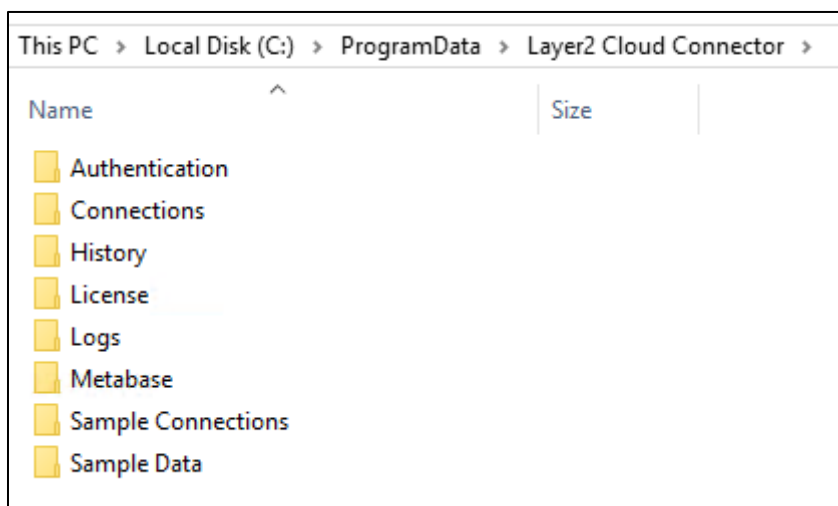 This PC > Local Disk (C:) > ProgramData > Layer2 Cloud Connector >
Name Size
Authentication
Connections
History
License
Logs
Metabase
Sample Connections
Sample Data